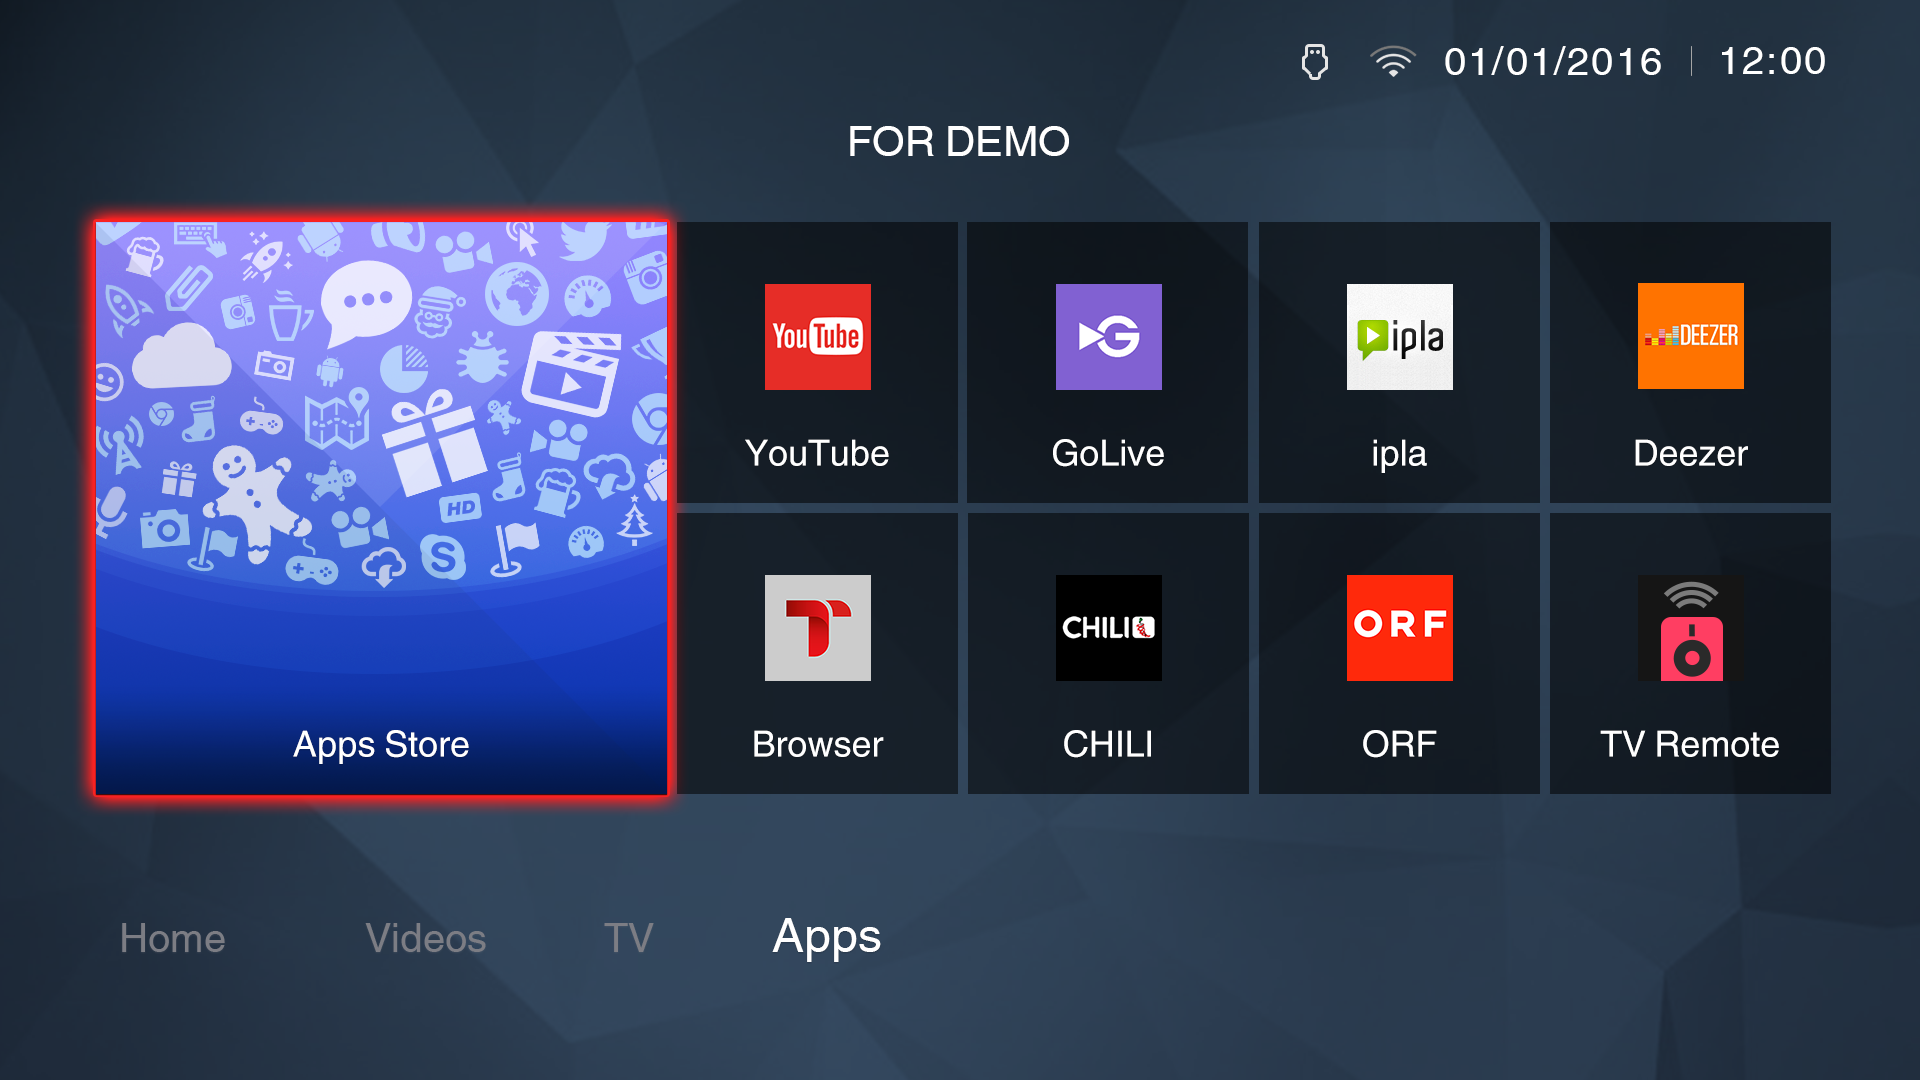 01/01/2016 | 12:00
FOR DEMO
HD
S
Apps Store
YouTube
YouTube
G
GoLive
ipla
ipla
DEEZER
Deezer
T
Browser
CHILI
CHILI
ORF
ORF
TV Remote
Home
Videos
TV
Apps